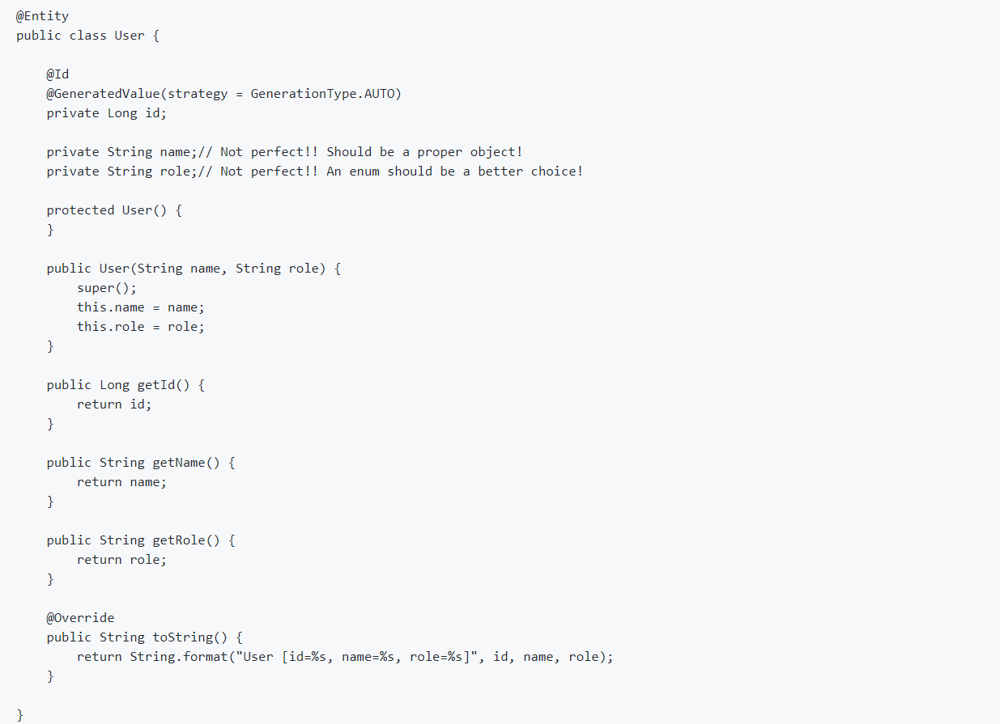 @Entity
public class User {
@Id
@GeneratedValue(strategy = GenerationType.AUTO)
private Long id;
private String name;// Not perfect!! Should be a proper object!
private String role;// Not perfect!! An enum should be a better choice!
protected User() {
}
public User(String name, String role) {
super();
this.name = name;
this.role = role;
}
public Long getId() {
return id;
}
public String getName() {
return name;
}
public String getRole() {
return role;
}
@Override
public String toString() {
return String.format("User [id=%s, name=%s, role=%s]", id, name, role);
}
}